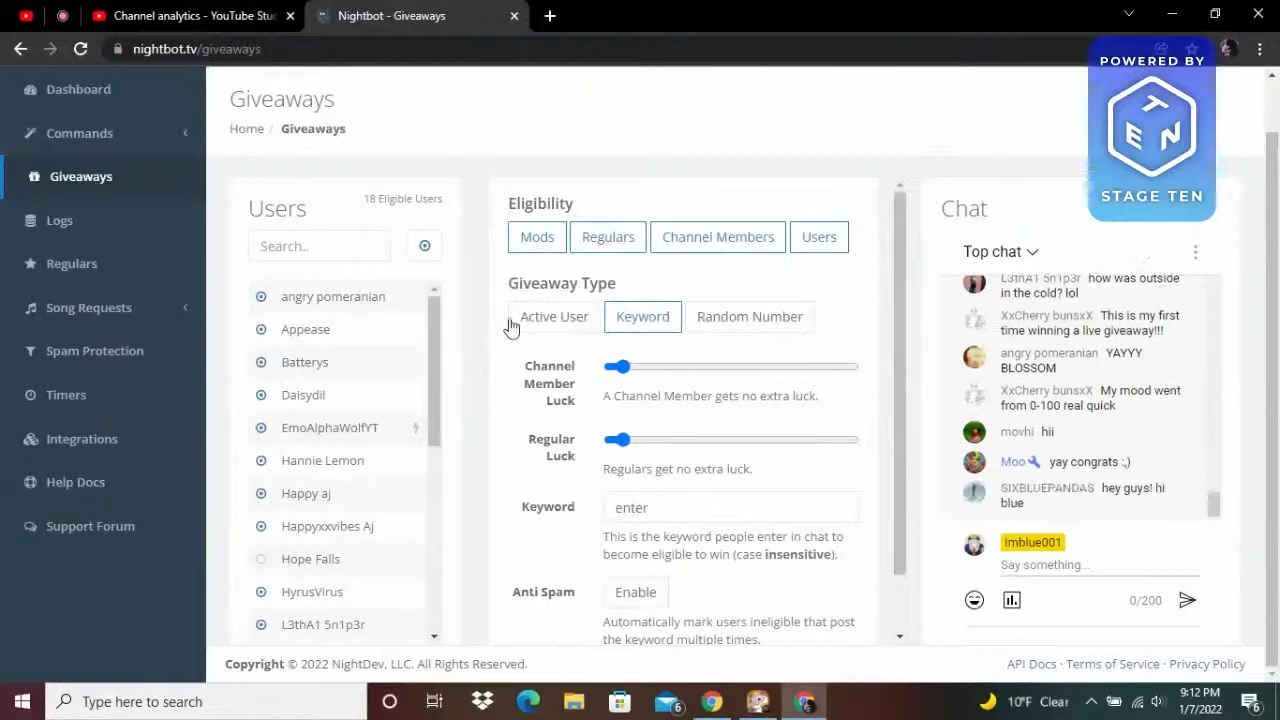 Channel analytics - YouTube Stu
Nightbot - Giveaways
nightbot.tv/giveaways
POWERED BY
TEN
STAGE TEN
Dashboard
Commands
Giveaways
Logs
Regulars
Song Requests
Spam Protection
Timers
Integrations
Help Docs
Support Forum
Giveaways
Home / Giveaways
Users
18 Eligible Users
Search..
angry pomeranian
Appease
Batterys
Daisydil
EmoAlphaWolfYT
Hannie Lemon
Happy aj
Happyxxvibes Aj
Hope Falls
HyrusVirus
L3thA1 5n1p3r
Eligibility
Mods Regulars Channel Members Users
Giveaway Type
Active User Keyword Random Number
Channel
Member
Luck
A Channel Member gets no extra luck.
Regular
Luck
Regulars get no extra luck.
Keyword
enter
This is the keyword people enter in chat to
become eligible to win (case insensitive).
Anti Spam
Enable
Automatically mark users ineligible that post
the keyword multiple times.
Chat
Top chat
L3thA1 5n1p3r how was outside
in the cold? lol
XxCherry bunsxX This is my first
time winning a live giveaway!!!
angry pomeranian YAYYY
BLOSSOM
XxCherry bunsxX My mood went
from 0-100 real quick
movhi hii
Moo yay congrats :,)
SIXBLUEPANDAS hey guys! hi
blue
Imblue001
Say something...
0/200
Copyright © 2022 NightDev, LLC. All Rights Reserved.
API Docs · Terms of Service · Privacy Policy
Type here to search
6
10°F Clear
9:12 PM
1/7/2022
6